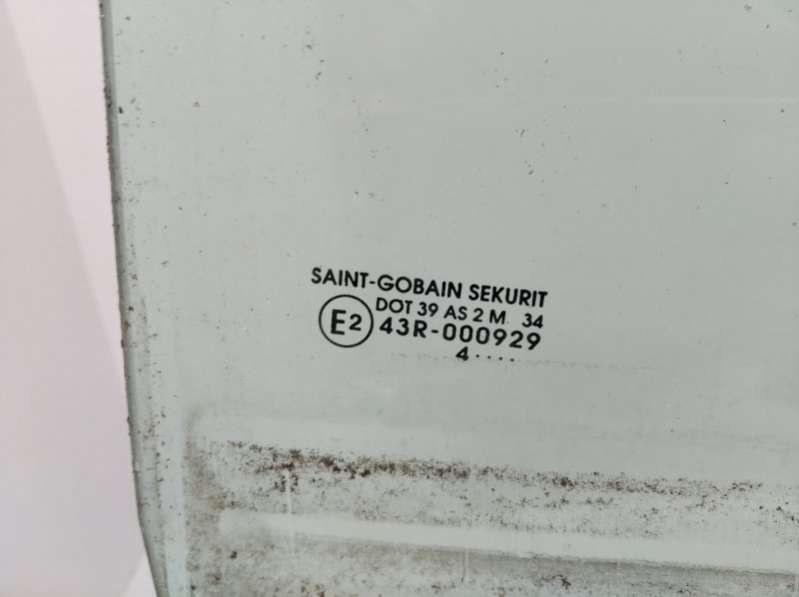 SAINT-GOBAIN SEKURIT
DOT 39 AS 2 M 34
E2 43R-000929
4····